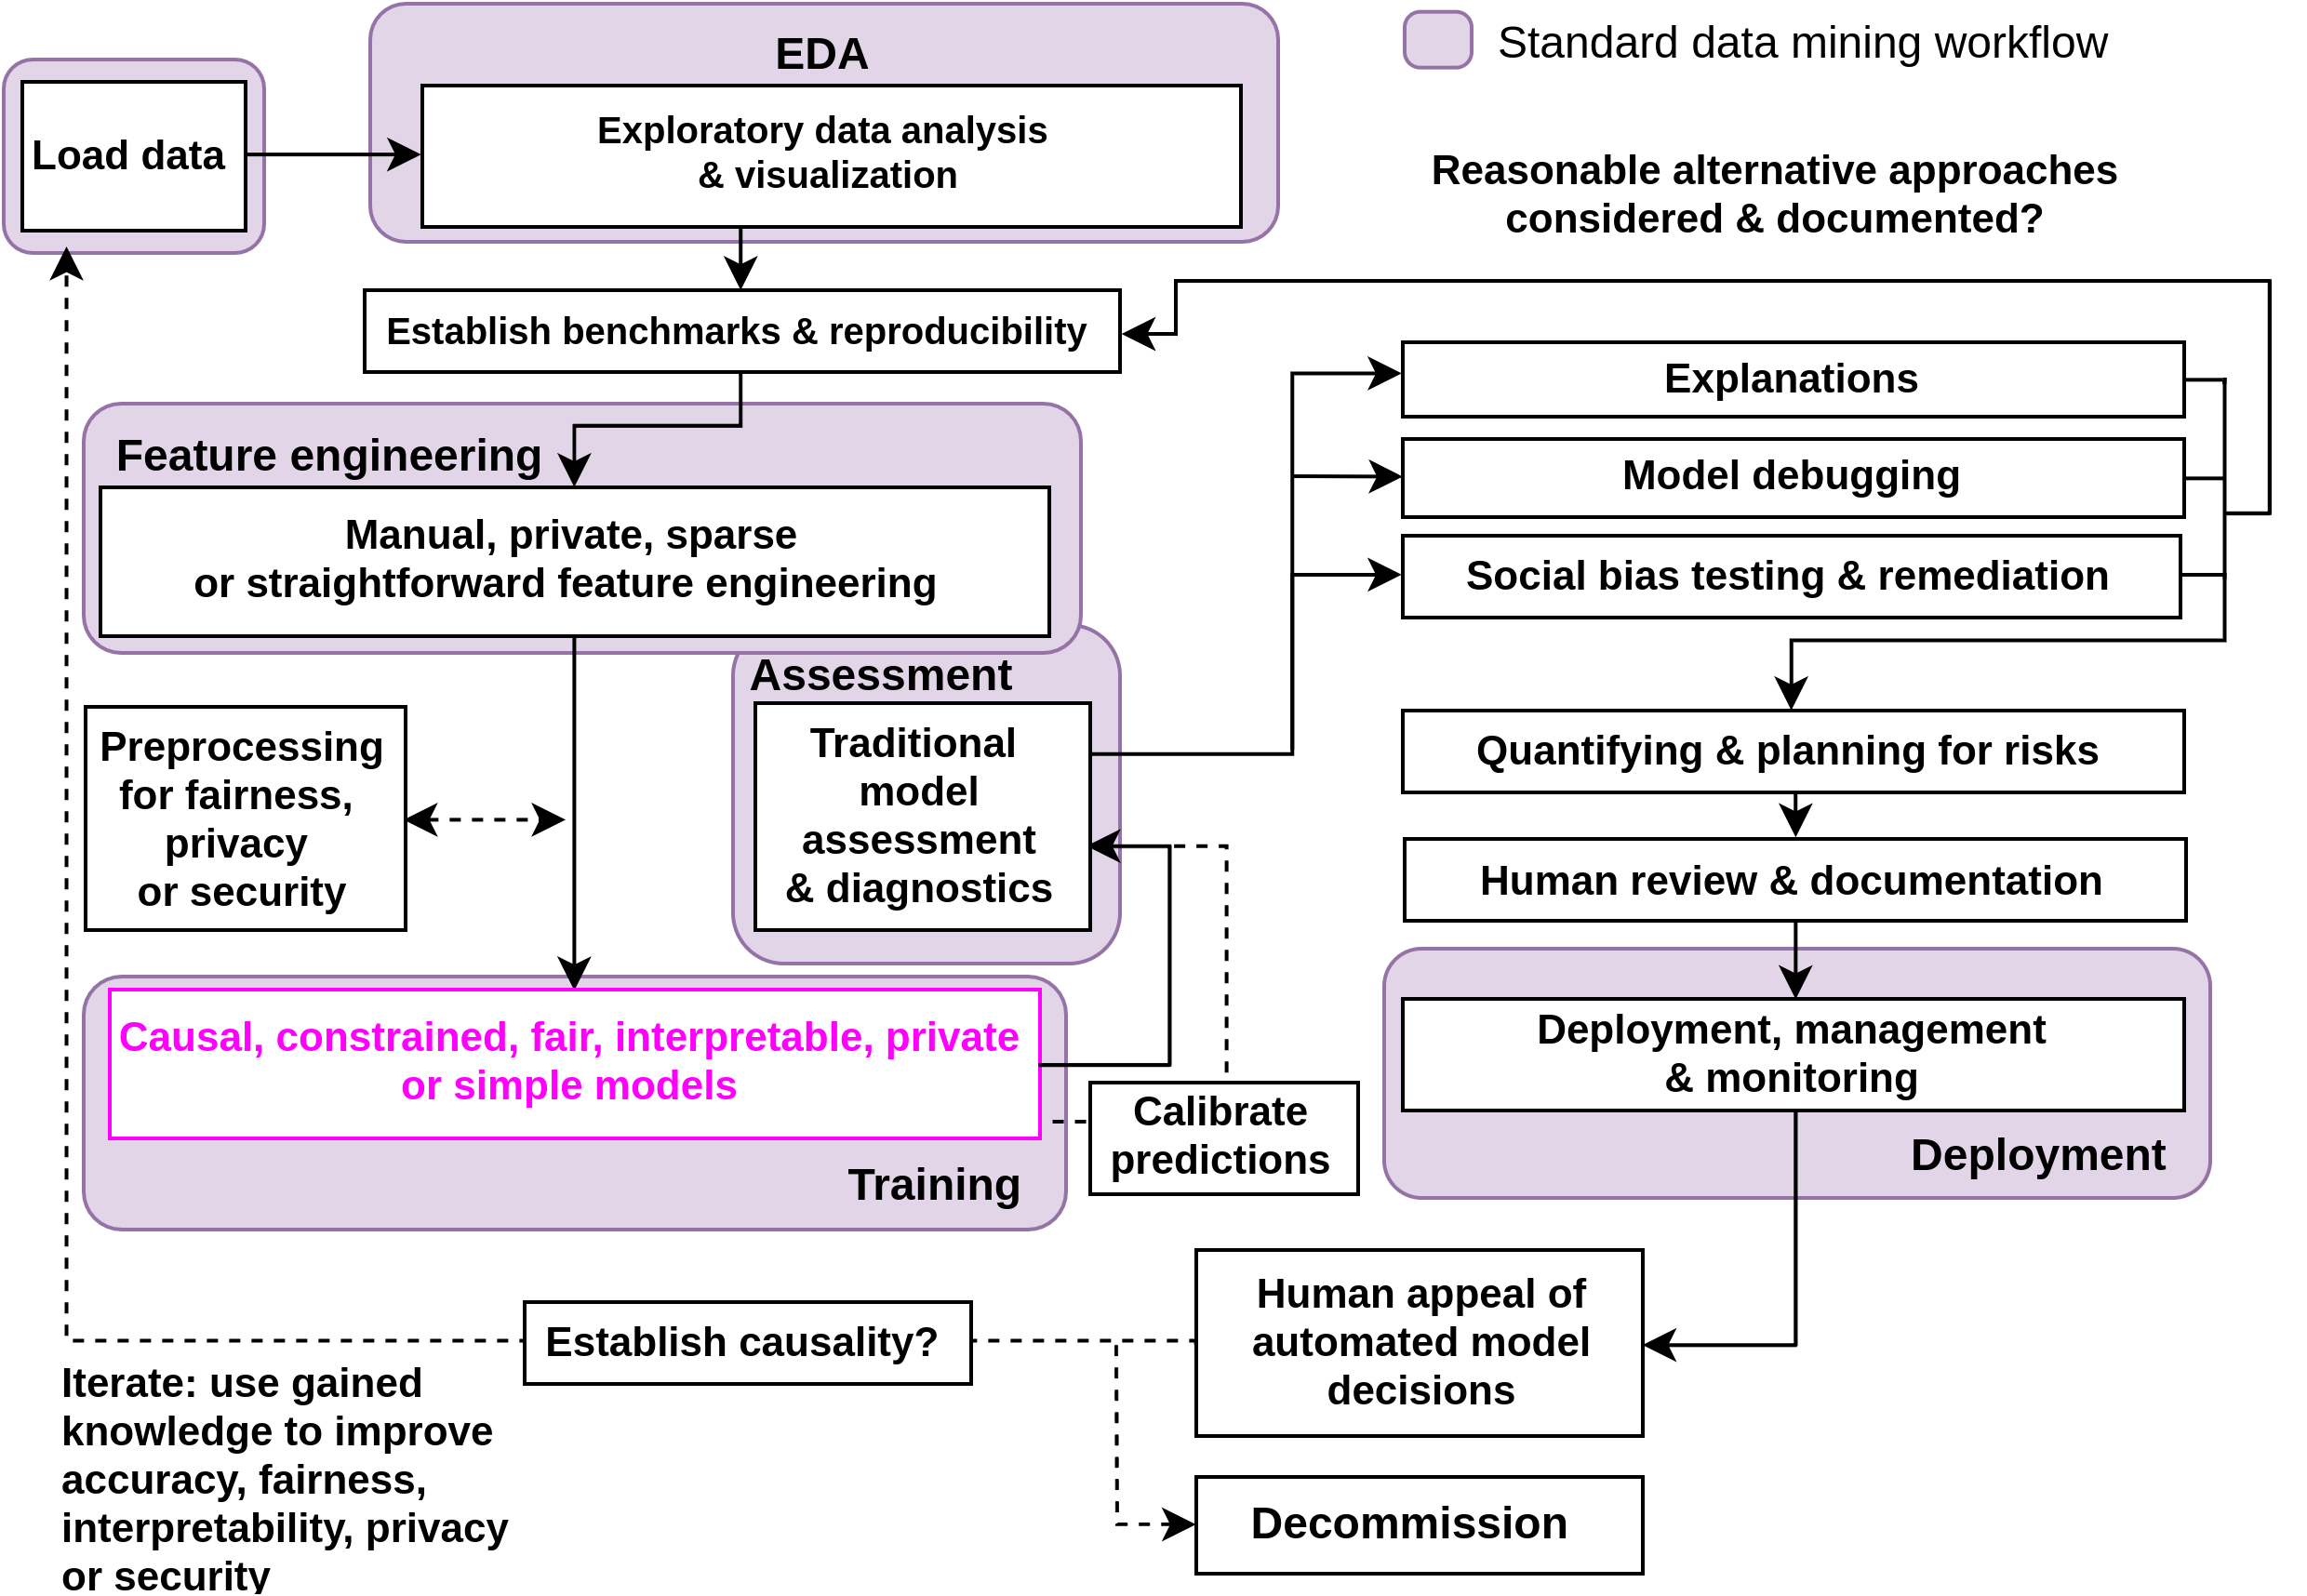 EDA
Standard data mining workflow
Load data
Exploratory data analysis
& visualization
Reasonable alternative approaches
considered & documented?
Establish benchmarks & reproducibility
Explanations
Feature engineering
Model debugging
Manual, private, sparse
or straightforward feature engineering
Social bias testing & remediation
Assessment
Traditional
model
assessment
& diagnostics
Preprocessing
for fairness,
privacy
or security
Quantifying & planning for risks
Human review & documentation
Causal, constrained, fair, interpretable, private
or simple models
Training
Calibrate
predictions
Deployment, management
& monitoring
Deployment
Human appeal of
automated model
decisions
Establish causality?
Iterate: use gained
knowledge to improve
accuracy, fairness,
interpretability, privacy
or security
Decommission